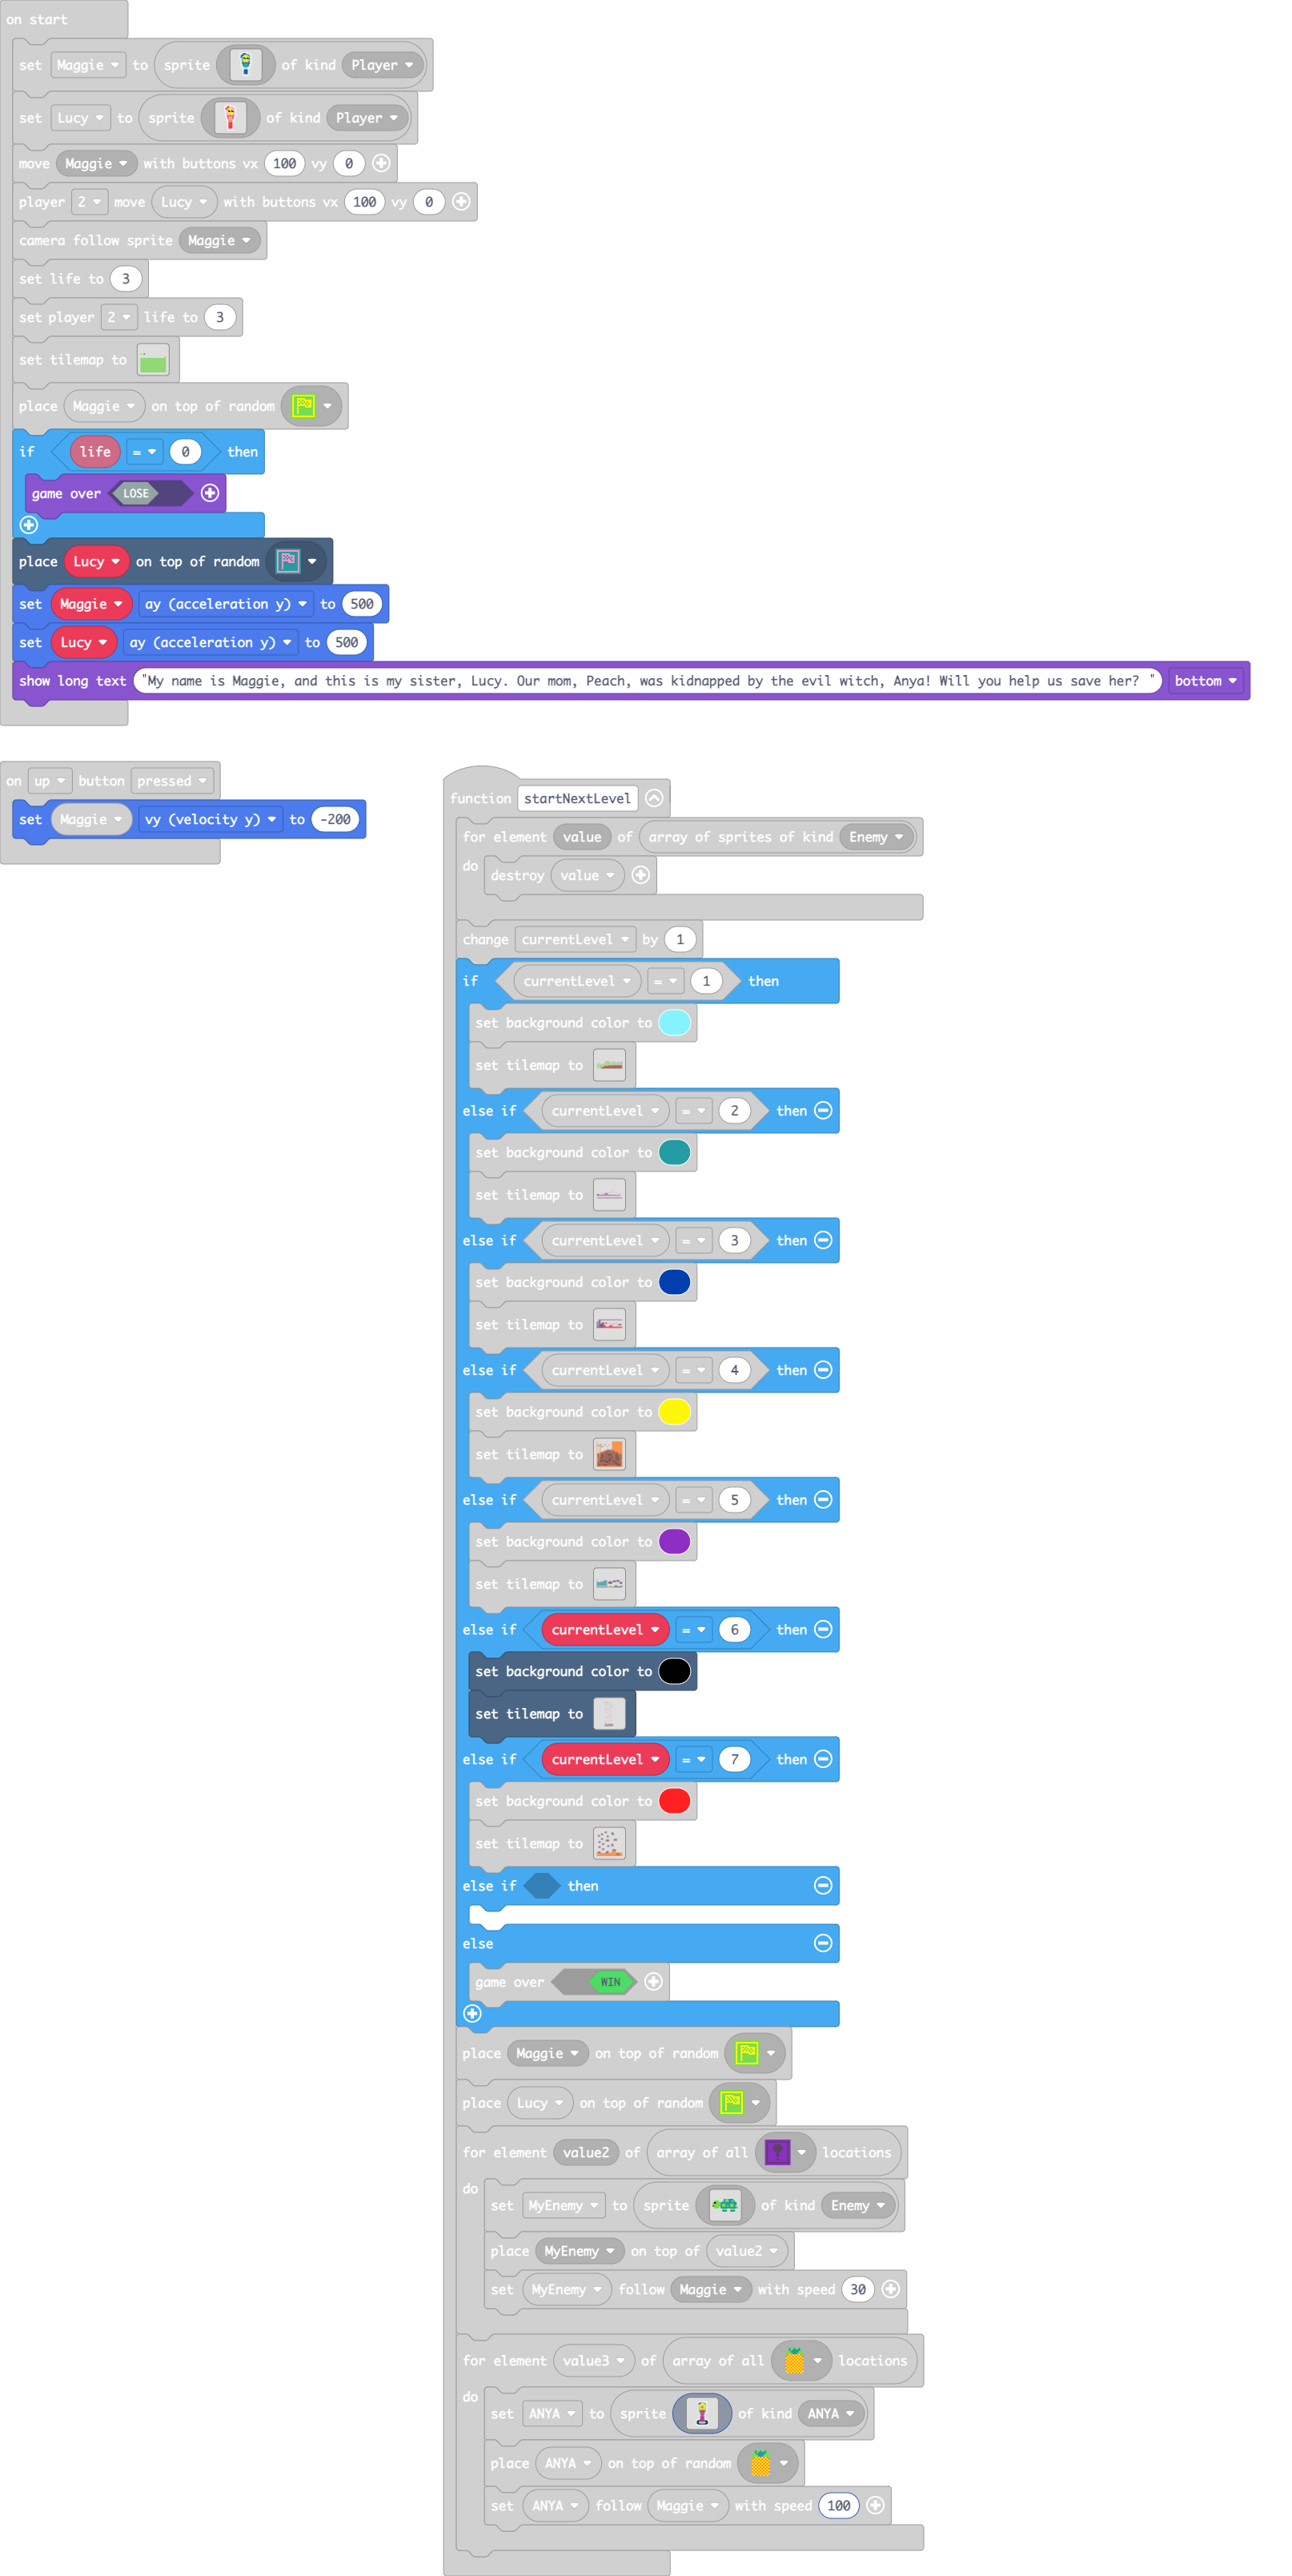 on start
set Maggie to sprite of kind Player
set Lucy to sprite of kind Player
move Maggie with buttons vx 100 vy 0
player 2 move Lucy with buttons vx 100 vy 0
camera follow sprite Maggie
set life to 3
set player 2 life to 3
set tilemap to
place Maggie on top of random
if life = 0 then
game over LOSE
place Lucy on top of random
set Maggie ay (acceleration y) to 500
set Lucy ay (acceleration y) to 500
show long text "My name is Maggie, and this is my sister, Lucy. Our mom, Peach, was kidnapped by the evil witch, Anya! Will you help us save her? " bottom
on up button pressed
set Maggie vy (velocity y) to -200
function startNextLevel
for element value of array of sprites of kind Enemy
do
destroy value
change currentLevel by 1
if currentLevel = 1 then
set background color to
set tilemap to
else if currentLevel = 2 then
set background color to
set tilemap to
else if currentLevel = 3 then
set background color to
set tilemap to
else if currentLevel = 4 then
set background color to
set tilemap to
else if currentLevel = 5 then
set background color to
set tilemap to
else if currentLevel = 6 then
set background color to
set tilemap to
else if currentLevel = 7 then
set background color to
set tilemap to
else if then
else
game over WIN
place Maggie on top of random
place Lucy on top of random
for element value2 of array of all locations
do
set MyEnemy to sprite of kind Enemy
place MyEnemy on top of value2
set MyEnemy follow Maggie with speed 30
for element value3 of array of all locations
do
set ANYA to sprite of kind ANYA
place ANYA on top of random
set ANYA follow Maggie with speed 100